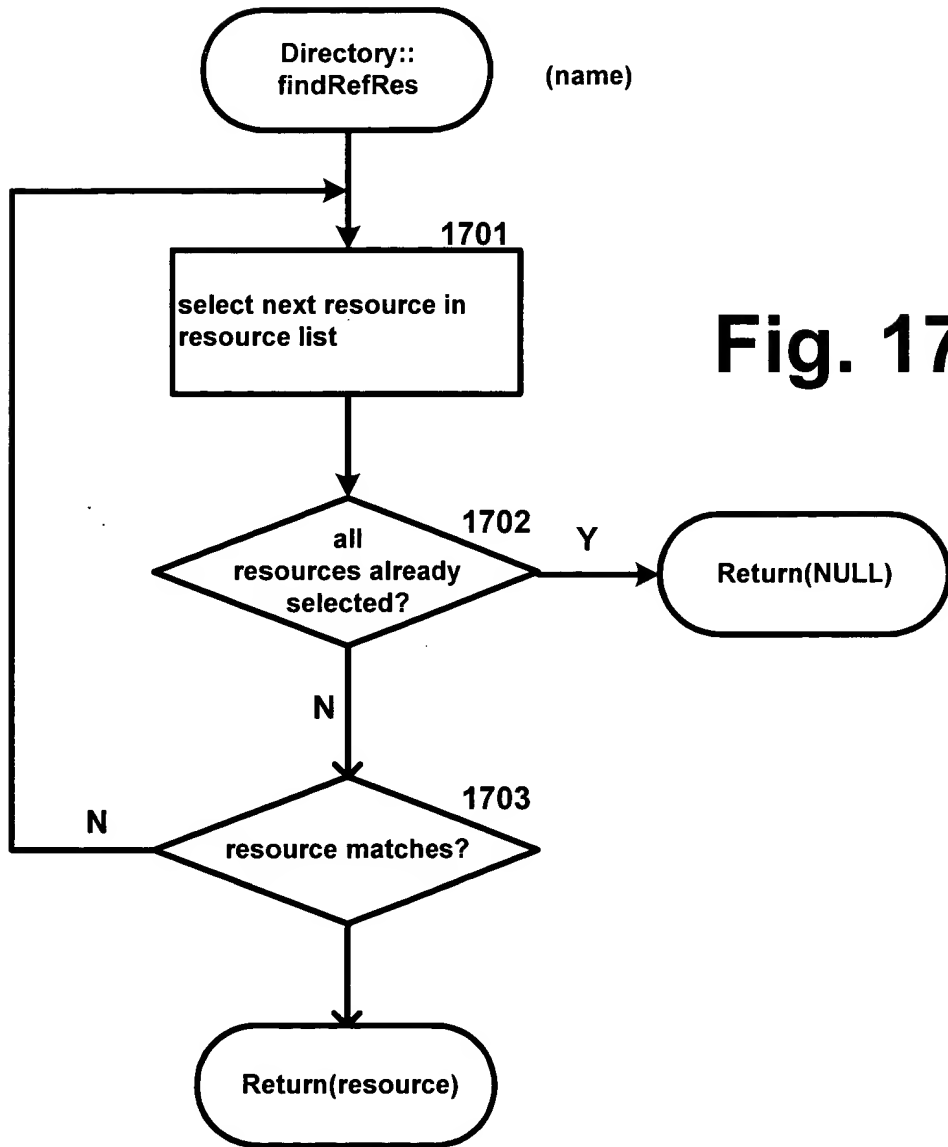 Directory::
findRefRes
(name)
1701
select next resource in
resource list
Fig. 17
1702
all
resources already
selected?
Y
Return(NULL)
N
1703
N
resource matches?
Return(resource)